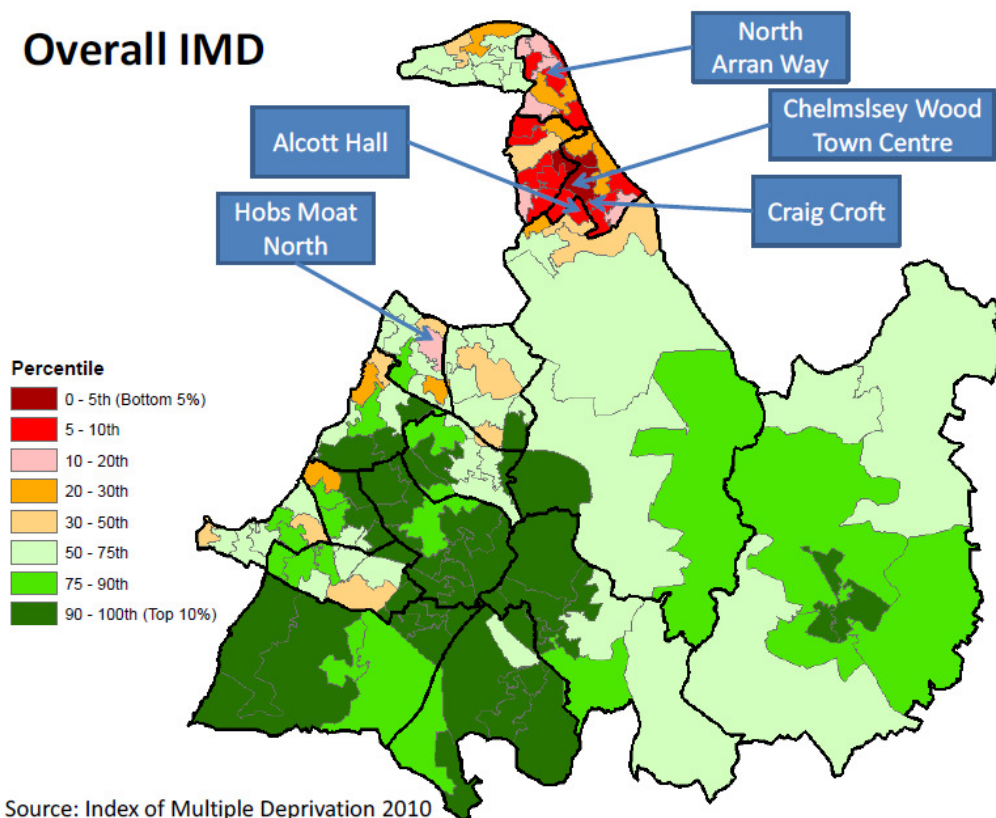 Overall IMD
North
Arran Way
Chelmslsey Wood
Town Centre
Alcott Hall
Hobs Moat
North
Craig Croft
Percentile
0 - 5th (Bottom 5%)
5 - 10th
10 - 20th
20 - 30th
30 - 50th
50 - 75th
75 - 90th
90 - 100th (Top 10%)
Source: Index of Multiple Deprivation 2010